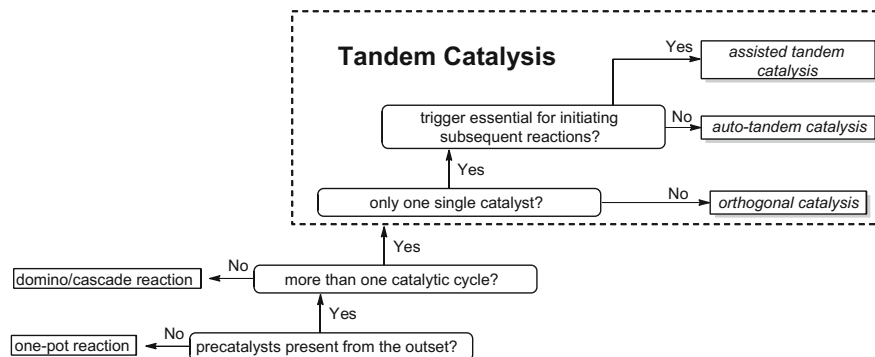 Tandem Catalysis
Yes
assisted tandem
catalysis
trigger essential for initiating
subsequent reactions?
No
auto-tandem catalysis
Yes
only one single catalyst?
No
orthogonal catalysis
Yes
domino/cascade reaction
No
more than one catalytic cycle?
Yes
one-pot reaction
No
precatalysts present from the outset?